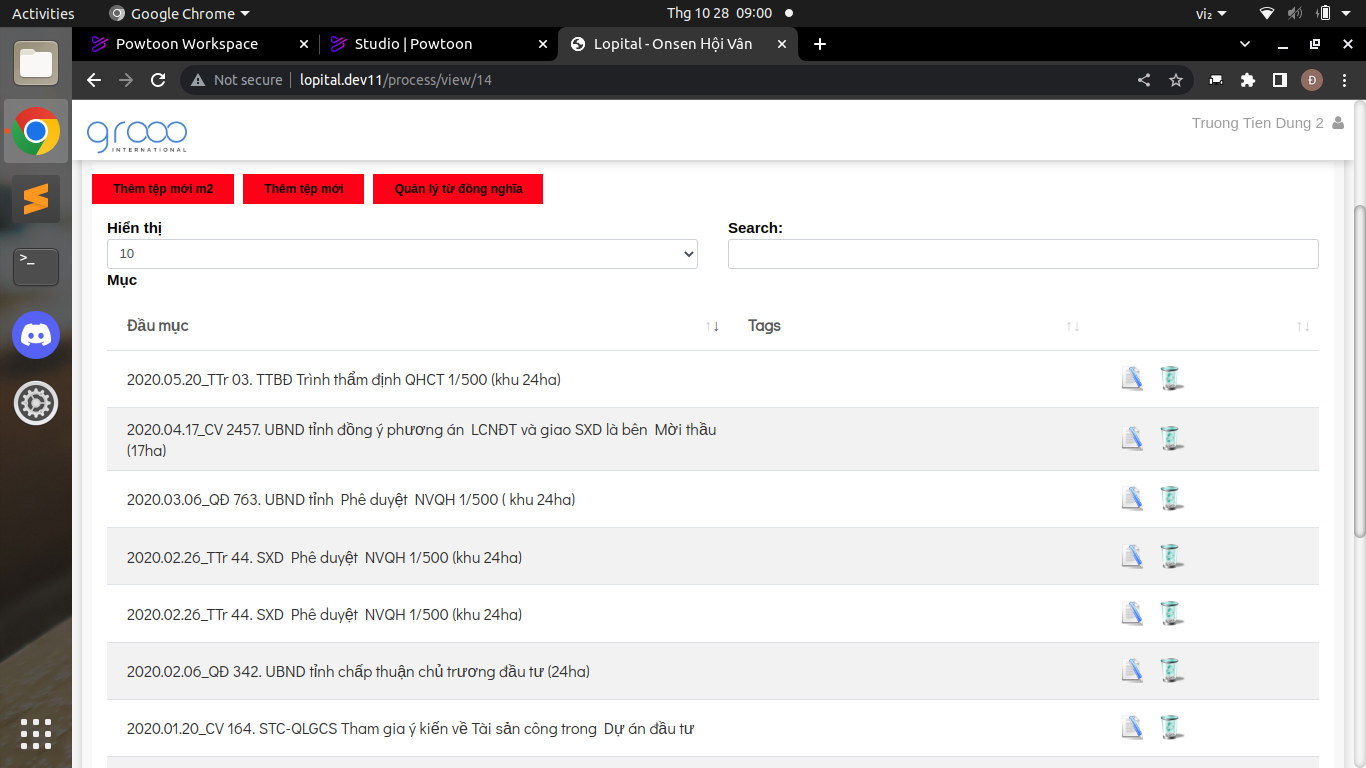 Activities
Google Chrome
Thg 10 28 09:00
vi₂
Powtoon Workspace
Studio | Powtoon
Lopital - Onsen Hội Vân
Not secure
lopital.dev11/process/view/14
Đ
grooo
INTERNATIONAL
Truong Tien Dung 2
Thêm tệp mới m2
Thêm tệp mới
Quản lý từ đồng nghĩa
Hiển thị
Search:
10
Mục
Đầu mục
Tags
2020.05.20_TTr 03. TTBĐ Trình thẩm định QHCT 1/500 (khu 24ha)
2020.04.17_CV 2457. UBND tỉnh đồng ý phương án LCNĐT và giao SXD là bên Mời thầu
(17ha)
2020.03.06_QĐ 763. UBND tỉnh Phê duyệt NVQH 1/500 ( khu 24ha)
2020.02.26_TTr 44. SXD Phê duyệt NVQH 1/500 (khu 24ha)
2020.02.26_TTr 44. SXD Phê duyệt NVQH 1/500 (khu 24ha)
2020.02.06_QĐ 342. UBND tỉnh chấp thuận chủ trương đầu tư (24ha)
2020.01.20_CV 164. STC-QLGCS Tham gia ý kiến về Tài sản công trong Dự án đầu tư